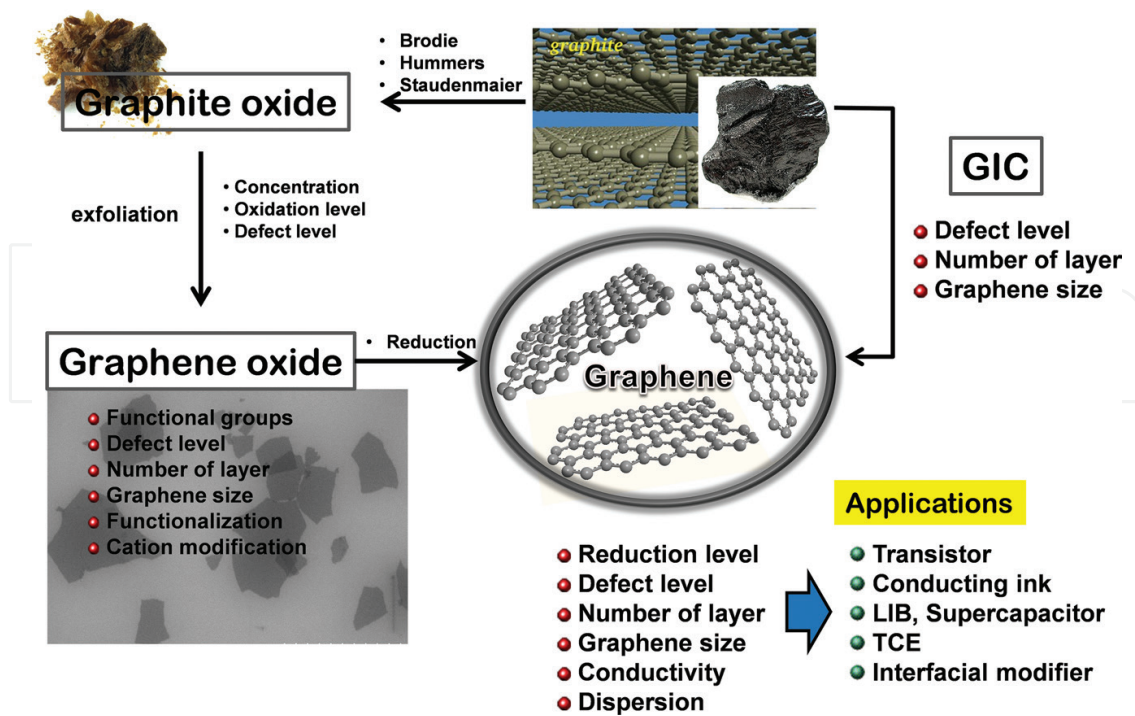 • Brodie
• Hummers
• Staudenmaier
graphite
Graphite oxide
GIC
exfoliation
• Concentration
• Oxidation level
• Defect level
Defect level
Number of layer
Graphene size
Graphene oxide
• Reduction
Graphene
Functional groups
Defect level
Number of layer
Graphene size
Functionalization
Cation modification
Reduction level
Defect level
Number of layer
Graphene size
Conductivity
Dispersion
Applications
Transistor
Conducting ink
LIB, Supercapacitor
TCE
Interfacial modifier